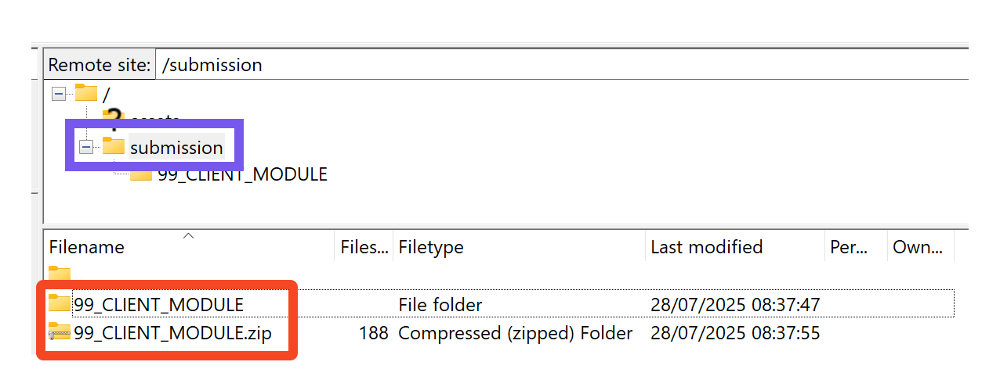 Remote site: /submission
/
?
submission
99_CLIENT_MODULE
Filename Files... Filetype Last modified Per... Own...
99_CLIENT_MODULE File folder 28/07/2025 08:37:47
99_CLIENT_MODULE.zip 188 Compressed (zipped) Folder 28/07/2025 08:37:55